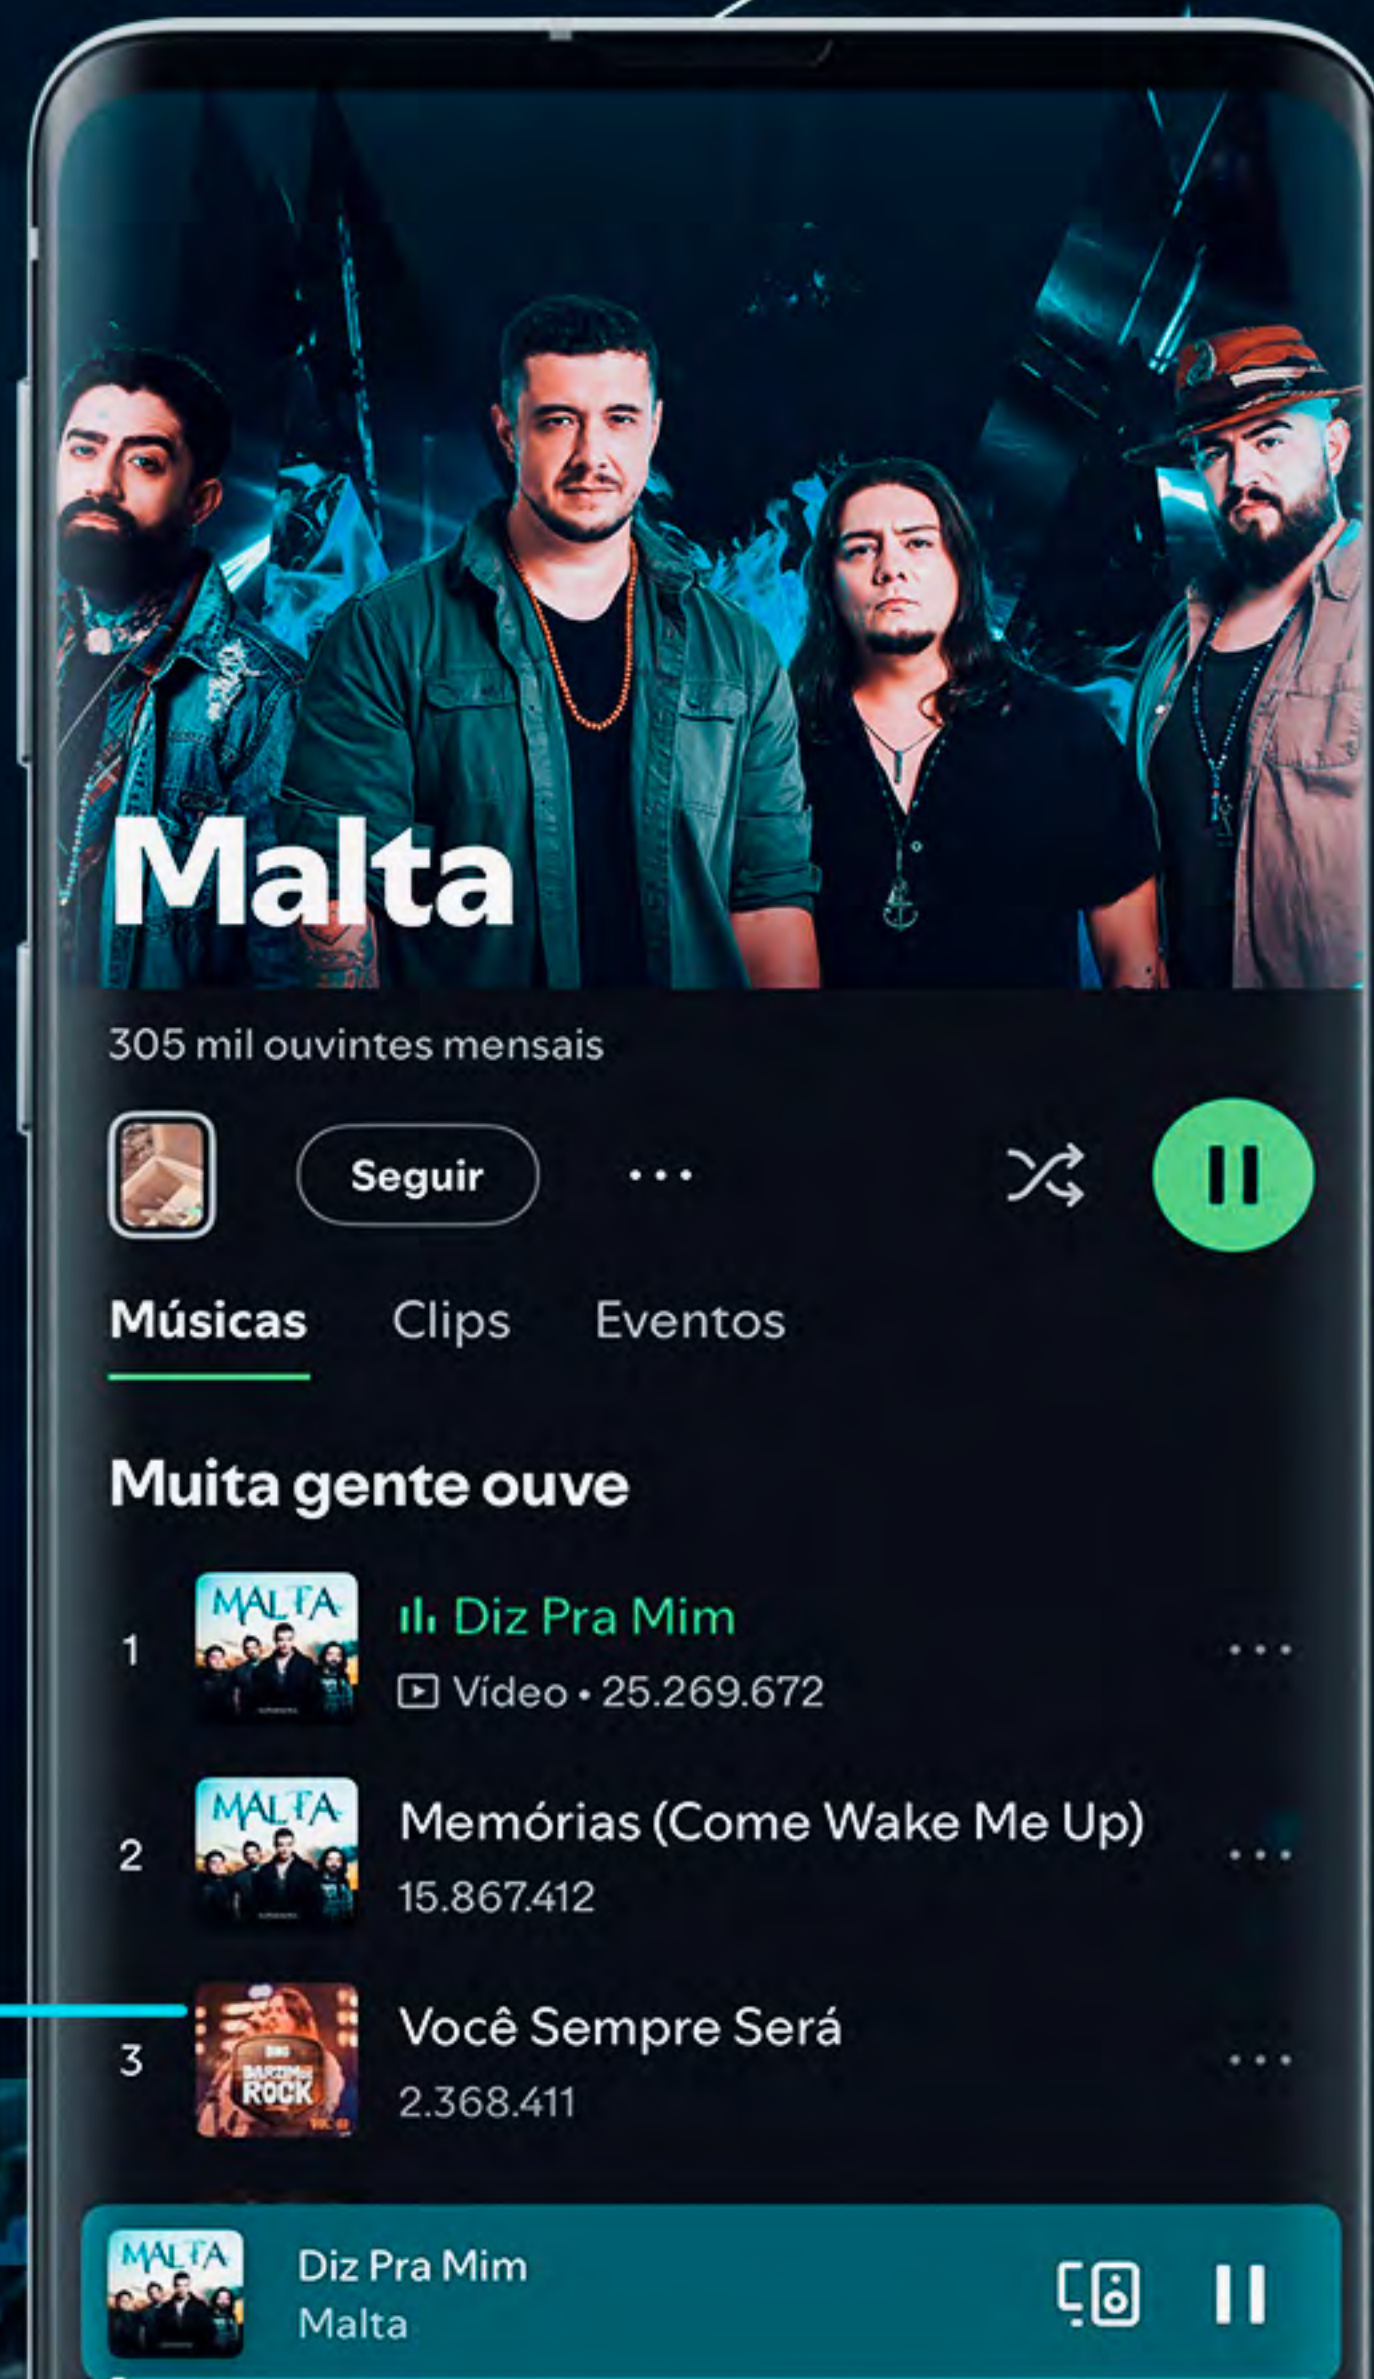 Malta
305 mil ouvintes mensais
Seguir
Músicas Clips Eventos
Muita gente ouve
1
MALTA
Diz Pra Mim
Vídeo • 25.269.672
2
MALTA
Memórias (Come Wake Me Up)
15.867.412
3
ROCK
Você Sempre Será
2.368.411
MALTA
Diz Pra Mim
Malta